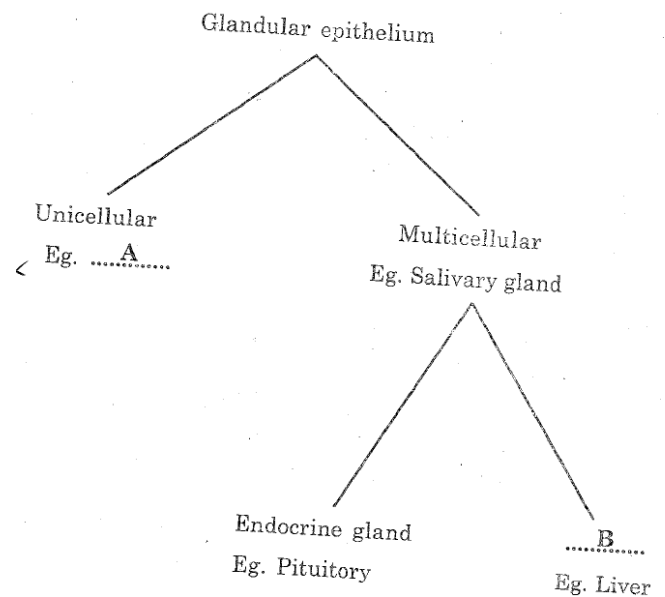 Glandular epithelium
Unicellular
Eg. ......A......
Multicellular
Eg. Salivary gland
Endocrine gland
Eg. Pituitory
......B......
Eg. Liver